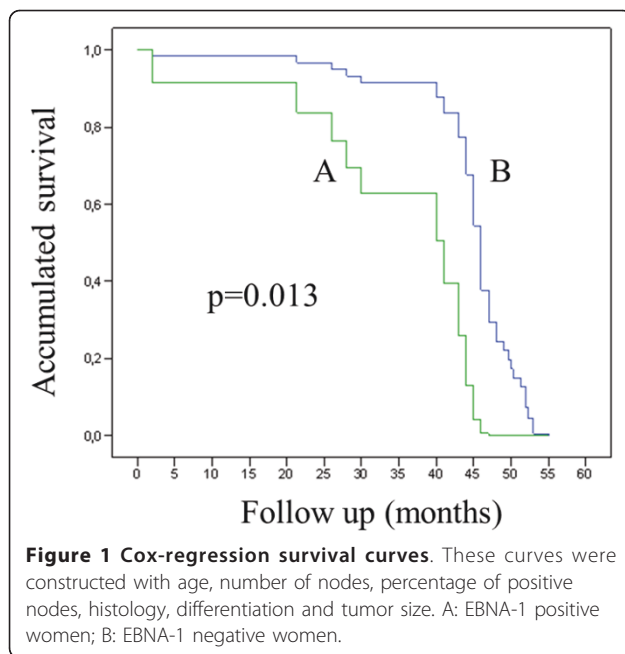 1,0
0,8
0,6
0,4
0,2
0,0
Accumulated survival
A
B
p=0.013
0 5 10 15 20 25 30 35 40 45 50 55 60
Follow up (months)
Figure 1 Cox-regression survival curves. These curves were
constructed with age, number of nodes, percentage of positive
nodes, histology, differentiation and tumor size. A: EBNA-1 positive
women; B: EBNA-1 negative women.